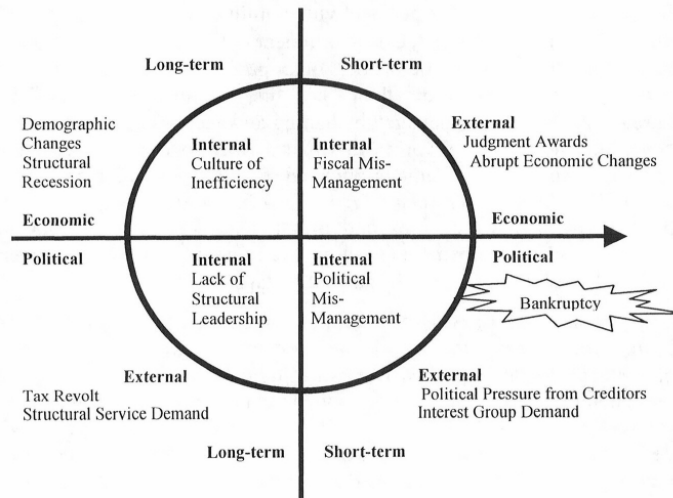 Long-term
Short-term
Demographic
Changes
Structural
Recession
Internal
Culture of
Inefficiency
Internal
Fiscal Mis-
Management
External
Judgment Awards
Abrupt Economic Changes
Economic
Economic
Political
Political
Internal
Lack of
Structural
Leadership
Internal
Political
Mis-
Management
Bankruptcy
External
Tax Revolt
Structural Service Demand
External
Political Pressure from Creditors
Interest Group Demand
Long-term
Short-term